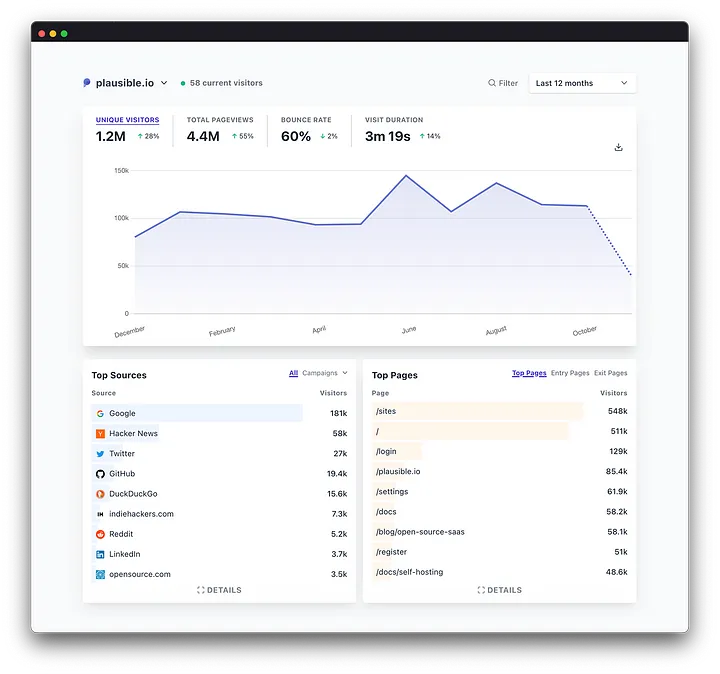 plausible.io 58 current visitors Filter Last 12 months
UNIQUE VISITORS TOTAL PAGEVIEWS BOUNCE RATE VISIT DURATION
1.2M ↑ 28% 4.4M ↑ 55% 60% ↓ 2% 3m 19s ↑ 14%
150k
100k
50k
0
December February April June August October
Top Sources All Campaigns
Source Visitors
Google 181k
Hacker News 58k
Twitter 27k
GitHub 19.4k
DuckDuckGo 15.6k
indiehackers.com 7.3k
Reddit 5.2k
LinkedIn 3.7k
opensource.com 3.5k
DETAILS
Top Pages Top Pages Entry Pages Exit Pages
Page Visitors
/sites 548k
/ 511k
/login 129k
/plausible.io 85.4k
/settings 61.9k
/docs 58.2k
/blog/open-source-saas 58.1k
/register 51k
/docs/self-hosting 48.6k
DETAILS